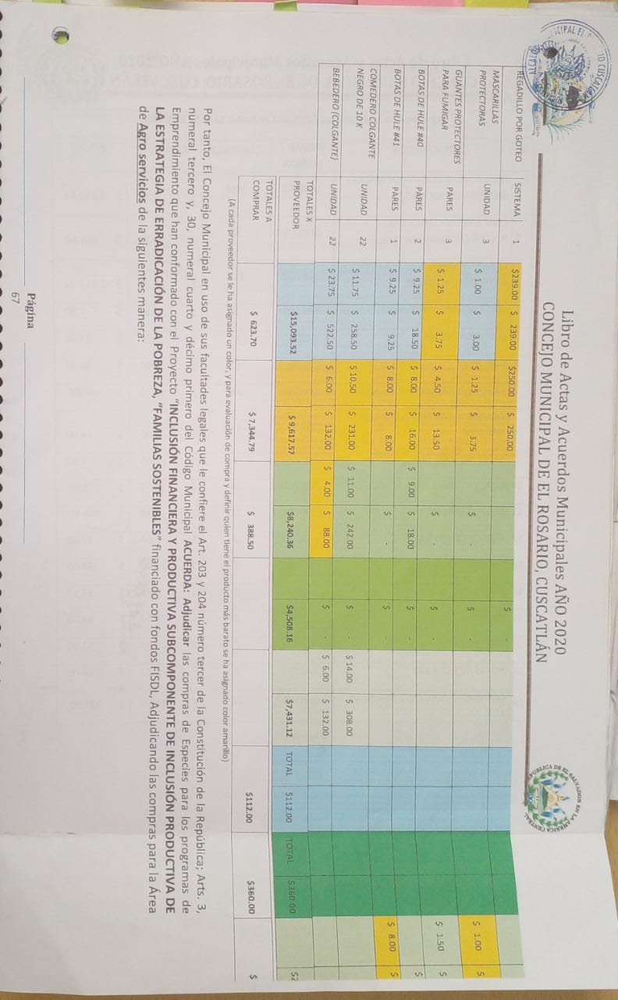 Libro de Actas y Acuerdos Municipales AÑO 2020
CONCEJO MUNICIPAL DE EL ROSARIO, CUSCATLÁN
REGADILLO POR GOTEO SISTEMA 1 $239.00 $ 239.00 $250.00 $ 250.00 $ -
MASCARILLAS PROTECTORAS UNIDAD 3 $ 1.00 $ 3.00 $ 1.25 $ 3.75 $ - $ - $ 1.00 $
GUANTES PROTECTORES PARA FUMIGAR PARES 3 $ 1.25 $ 3.75 $ 4.50 $ 13.50 $ - $ - $ 1.50 $
BOTAS DE HULE #40 PARES 2 $ 9.25 $ 18.50 $ 8.00 $ 16.00 $ 9.00 $ 18.00 $ - $
BOTAS DE HULE #41 PARES 1 $ 9.25 $ 9.25 $ 8.00 $ 8.00 $ - $ - $ 8.00 $
COMEDERO COLGANTE NEGRO DE 10 K UNIDAD 22 $ 11.75 $ 258.50 $ 10.50 $ 231.00 $ 11.00 $ 242.00 $ - $ 14.00 $ 308.00
BEBEDERO (COLGANTE) UNIDAD 22 $ 23.75 $ 522.50 $ 6.00 $ 132.00 $ 4.00 $ 88.00 $ - $ 6.00 $ 132.00
TOTALES X PROVEEDOR $15,093.52 $9,617.57 $8,240.36 $4,508.16 $7,431.12 TOTAL $112.00 TOTAL $360.00
TOTALES A COMPRAR $ 623.70 $ 7,344.79 $ 388.50 $112.00 $360.00 $
(A cada proveedor se le ha asignado un color, y para evaluación de compra y definir quien tiene el producto más barato se ha asignado color amarillo)
Por tanto, El Concejo Municipal en uso de sus facultades legales que le confiere el Art. 203 y 204 número tercer de la Constitución de la República; Arts. 3,
numeral tercero y, 30, numeral cuarto y décimo primero del Código Municipal ACUERDA: Adjudicar las compras de Especies para los programas de
Emprendimiento que han conformado con el Proyecto "INCLUSIÓN FINANCIERA Y PRODUCTIVA SUBCOMPONENTE DE INCLUSIÓN PRODUCTIVA DE
LA ESTRATEGIA DE ERRADICACIÓN DE LA POBREZA, "FAMILIAS SOSTENIBLES" financiado con fondos FISDL, Adjudicando las compras para la Área
de Agro servicios de la siguientes manera:
Página
67